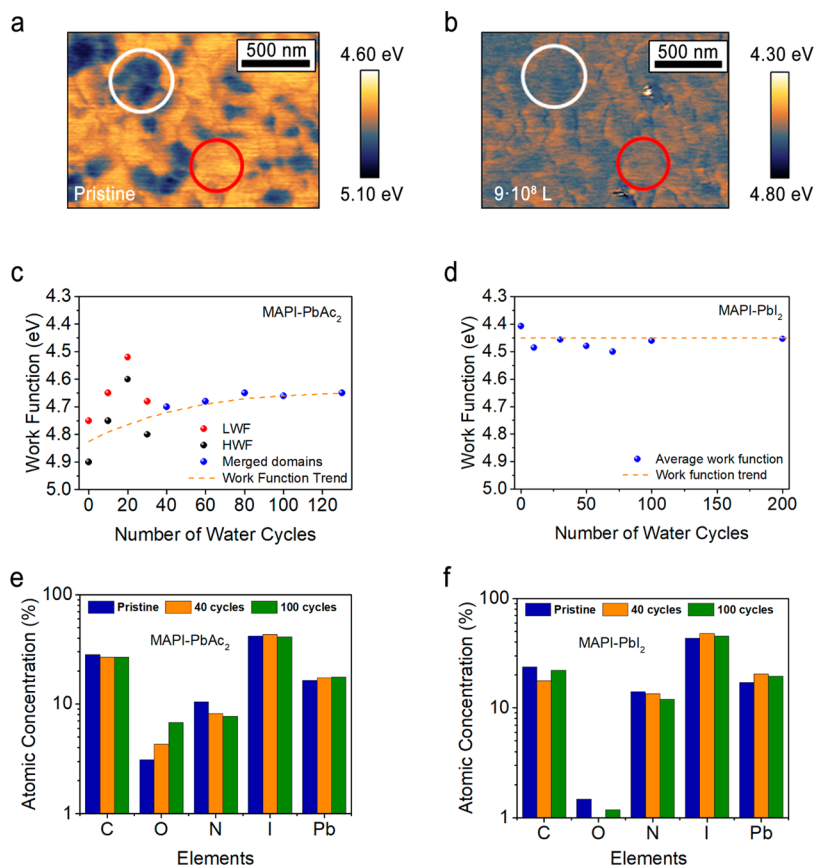 a
500 nm
4.60 eV
Pristine
5.10 eV
b
500 nm
4.30 eV
9·10⁸ L
4.80 eV
c
MAPI-PbAc₂
4.3
4.4
4.5
4.6
4.7
4.8
4.9
5.0
Work Function (eV)
LWF
HWF
Merged domains
Work Function Trend
0 20 40 60 80 100 120
Number of Water Cycles
d
MAPI-PbI₂
4.3
4.4
4.5
4.6
4.7
4.8
4.9
5.0
Work Function (eV)
Average work function
Work function trend
0 50 100 150 200
Number of Water Cycles
e
Pristine 40 cycles 100 cycles
MAPI-PbAc₂
100
10
1
Atomic Concentration (%)
C O N I Pb
Elements
f
Pristine 40 cycles 100 cycles
MAPI-PbI₂
100
10
1
Atomic Concentration (%)
C O N I Pb
Elements